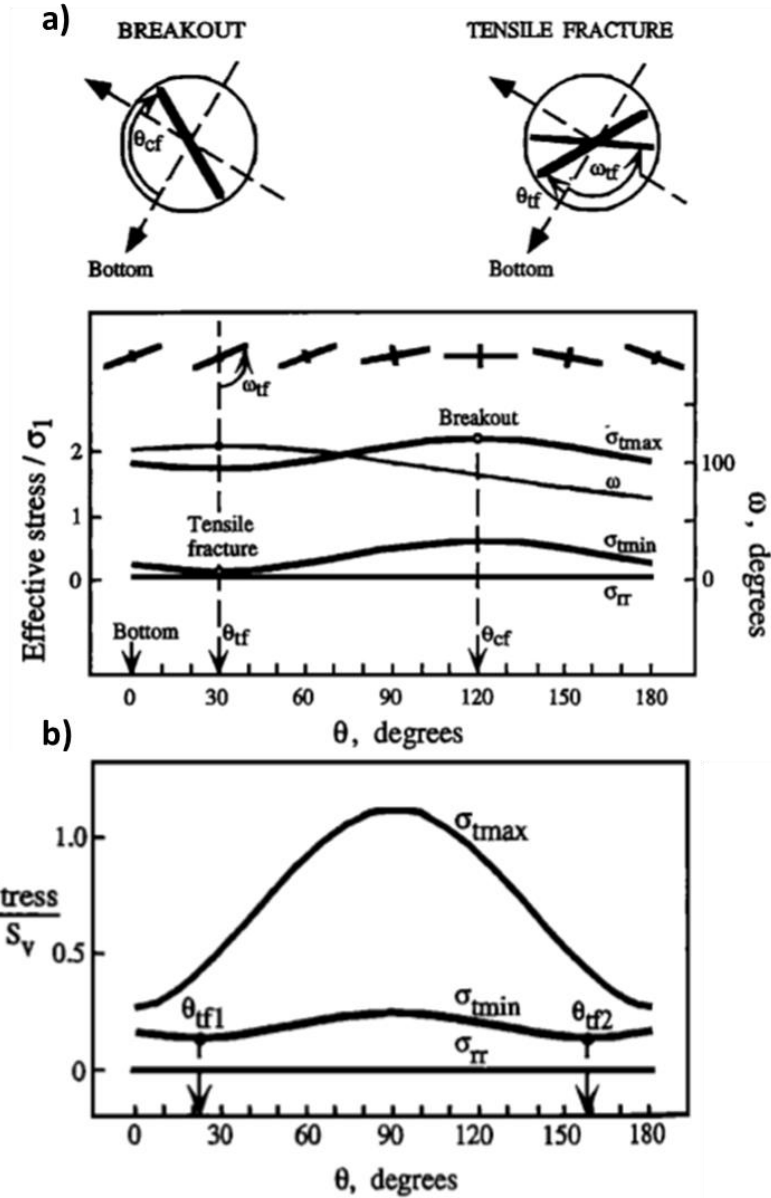 a)
BREAKOUT
TENSILE FRACTURE
θcf
ωtf
θtf
Bottom
Bottom
ωtf
Breakout
σtmax
2
100
ω
Effective stress / σ1
1
Tensile
fracture
σtmin
0
0
σrr
ω, degrees
Bottom
θtf
θcf
0 30 60 90 120 150 180
θ, degrees
b)
1.0
σtmax
tress
Sv
0.5
θtf1
σtmin
θtf2
σrr
0
0 30 60 90 120 150 180
θ, degrees